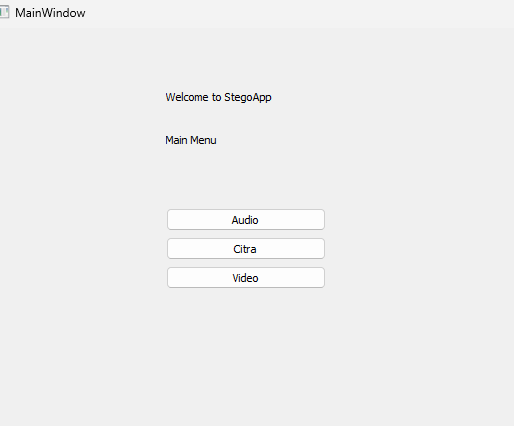 MainWindow
Welcome to StegoApp
Main Menu
Audio
Citra
Video